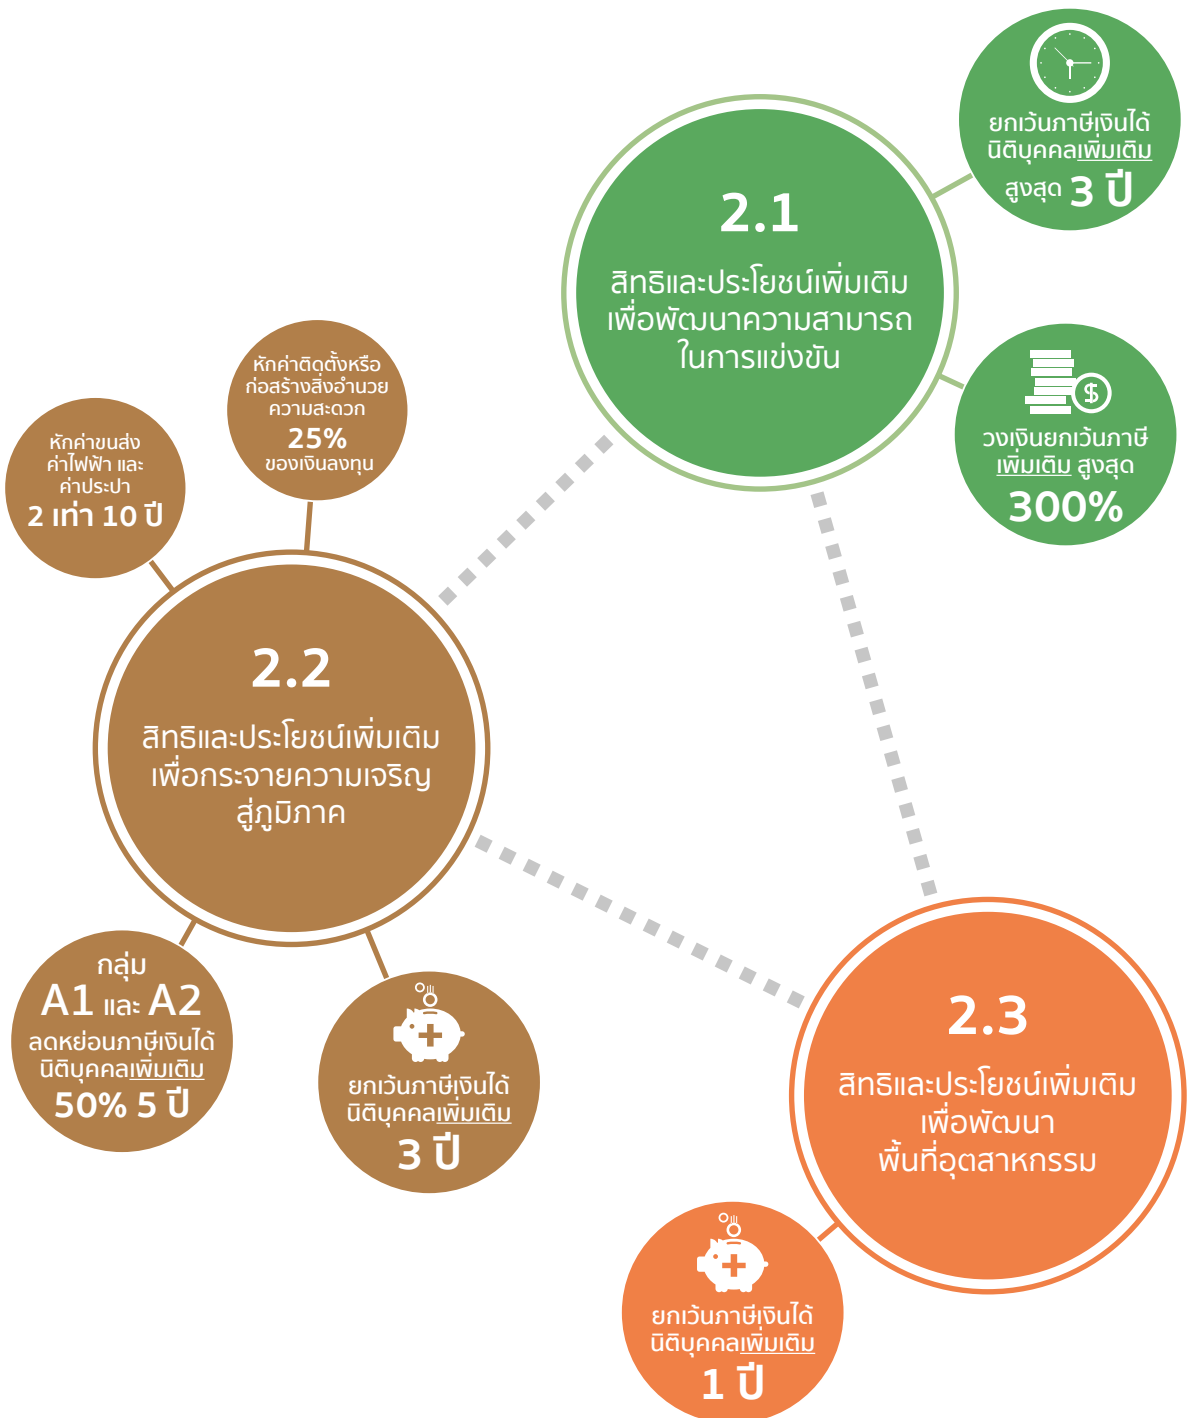 ยกเว้นภาษีเงินได้
นิติบุคคลเพิ่มเติม
สูงสุด 3 ปี
2.1
สิทธิและประโยชน์เพิ่มเติม
เพื่อพัฒนาความสามารถ
ในการแข่งขัน
วงเงินยกเว้นภาษี
เพิ่มเติม สูงสุด
300%
$
หักค่าติดตั้งหรือ
ก่อสร้างสิ่งอำนวย
ความสะดวก
25%
ของเงินลงทุน
หักค่าขนส่ง
ค่าไฟฟ้า และ
ค่าประปา
2 เท่า 10 ปี
2.2
สิทธิและประโยชน์เพิ่มเติม
เพื่อกระจายความเจริญ
สู่ภูมิภาค
กลุ่ม
A1 และ A2
ลดหย่อนภาษีเงินได้
นิติบุคคลเพิ่มเติม
50% 5 ปี
ยกเว้นภาษีเงินได้
นิติบุคคลเพิ่มเติม
3 ปี
2.3
สิทธิและประโยชน์เพิ่มเติม
เพื่อพัฒนา
พื้นที่อุตสาหกรรม
ยกเว้นภาษีเงินได้
นิติบุคคลเพิ่มเติม
1 ปี